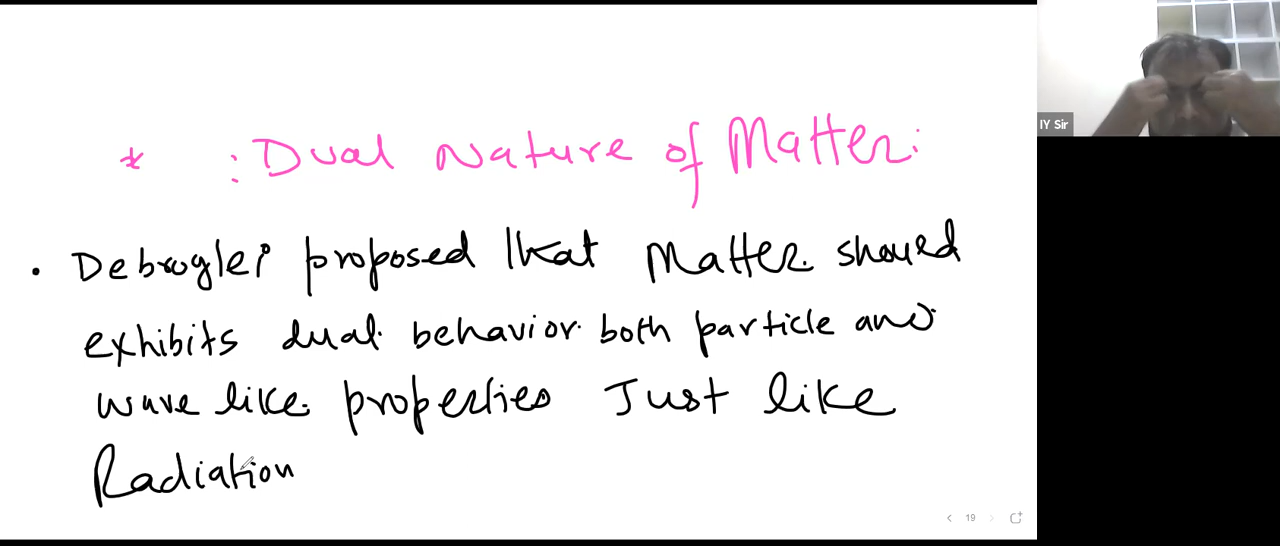 * : Dual Nature of Matter:
• Debroglei proposed that Matter should
exhibits dual behavior both particle and
wave like properties Just like
Radiation
IY Sir
19